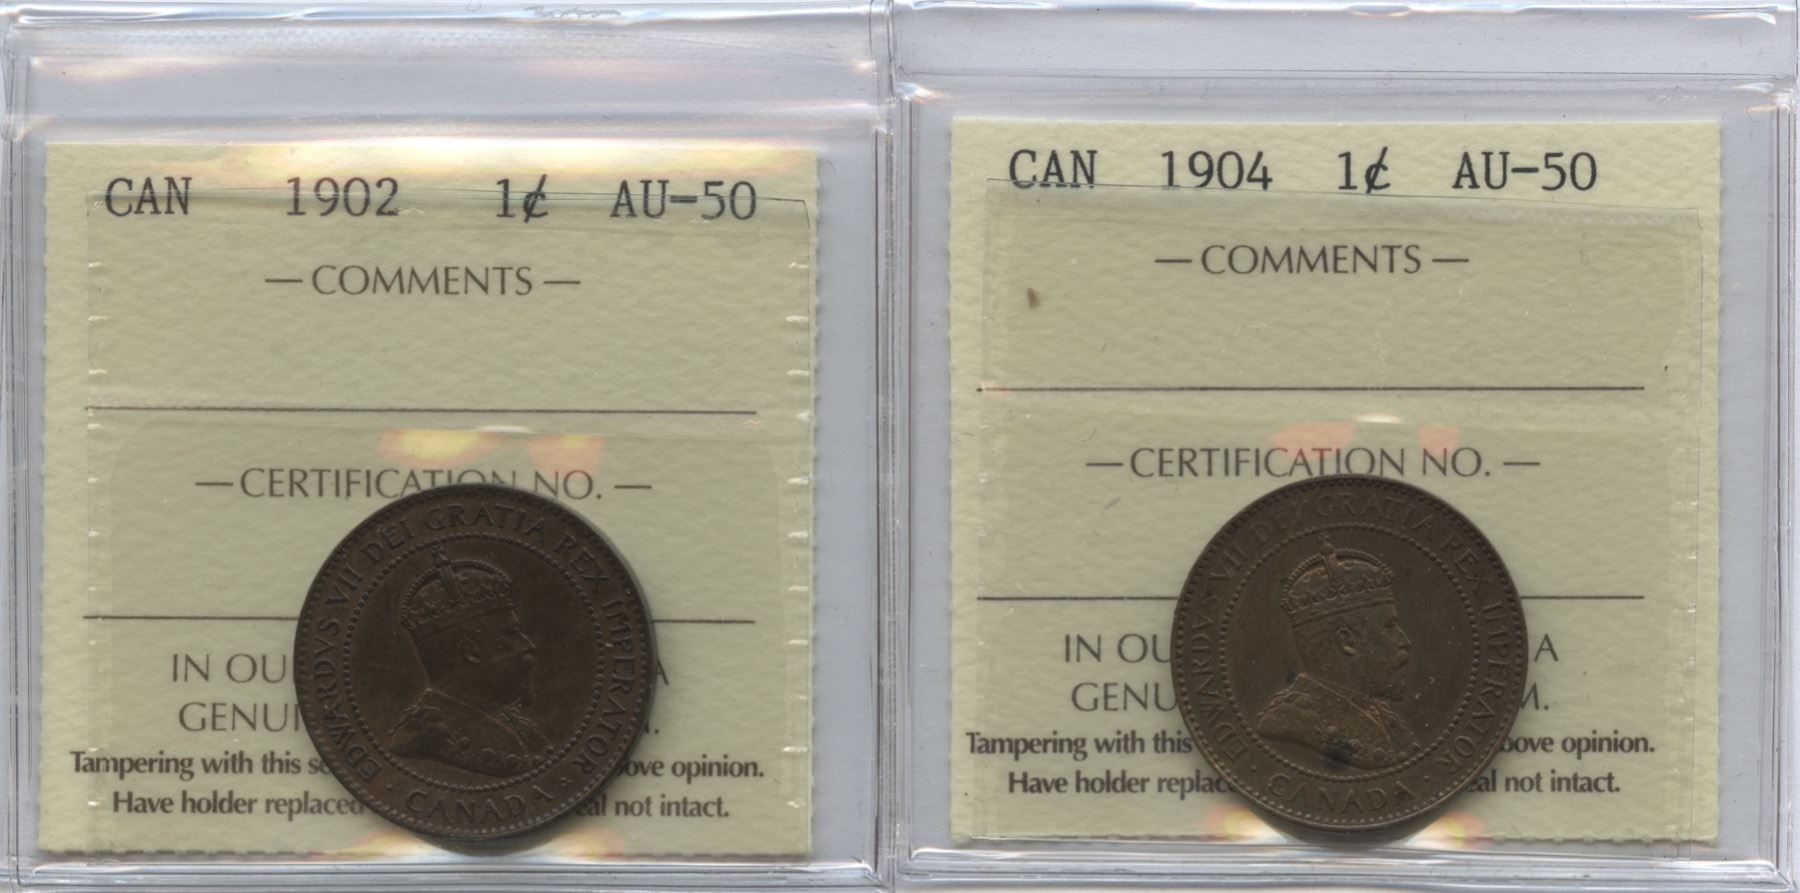 CAN 1902 1¢ AU-50
— COMMENTS —
— CERTIFICATION NO. —
EDWARDVS VII DEI GRATIA REX IMPERATOR
CANADA
IN OU A
GENUI .
Tampering with this se ove opinion.
Have holder replaced al not intact.
CAN 1904 1¢ AU-50
— COMMENTS —
— CERTIFICATION NO. —
EDWARDVS VII DEI GRATIA REX IMPERATOR
CANADA
IN OU A
GENU M.
Tampering with this bove opinion.
Have holder replac al not intact.